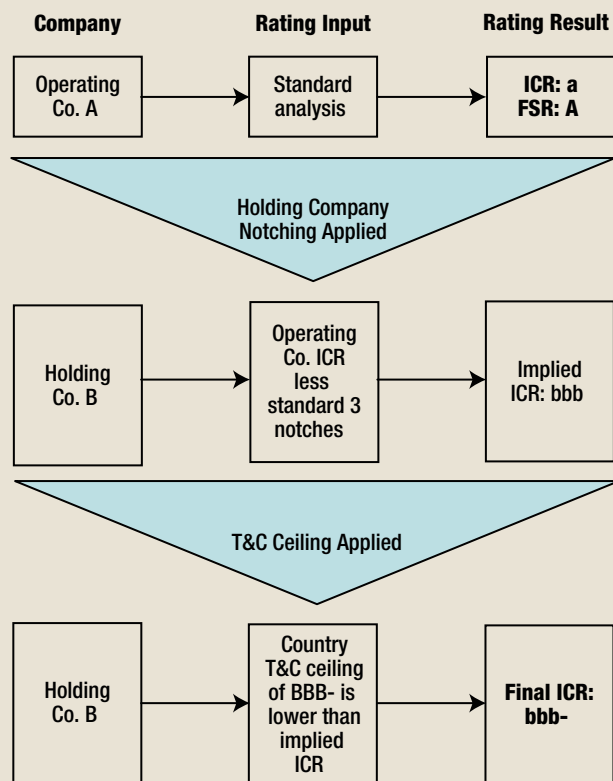 Company
Rating Input
Rating Result
Operating
Co. A
Standard
analysis
ICR: a
FSR: A
Holding Company
Notching Applied
Holding
Co. B
Operating
Co. ICR
less
standard 3
notches
Implied
ICR: bbb
T&C Ceiling Applied
Holding
Co. B
Country
T&C ceiling
of BBB- is
lower than
implied
ICR
Final ICR:
bbb-